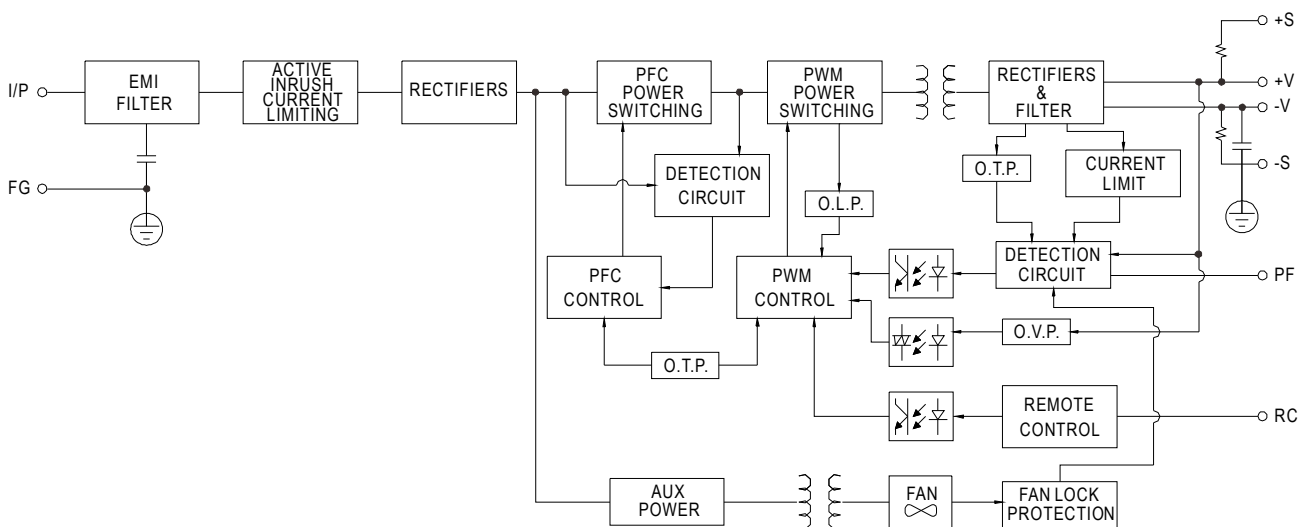 +S
I/P
EMI
FILTER
ACTIVE
INRUSH
CURRENT
LIMITING
RECTIFIERS
PFC
POWER
SWITCHING
PWM
POWER
SWITCHING
RECTIFIERS
&
FILTER
+V
-V
FG
DETECTION
CIRCUIT
O.L.P.
O.T.P.
CURRENT
LIMIT
-S
PFC
CONTROL
PWM
CONTROL
DETECTION
CIRCUIT
PF
O.T.P.
O.V.P.
REMOTE
CONTROL
RC
AUX
POWER
FAN
FAN LOCK
PROTECTION